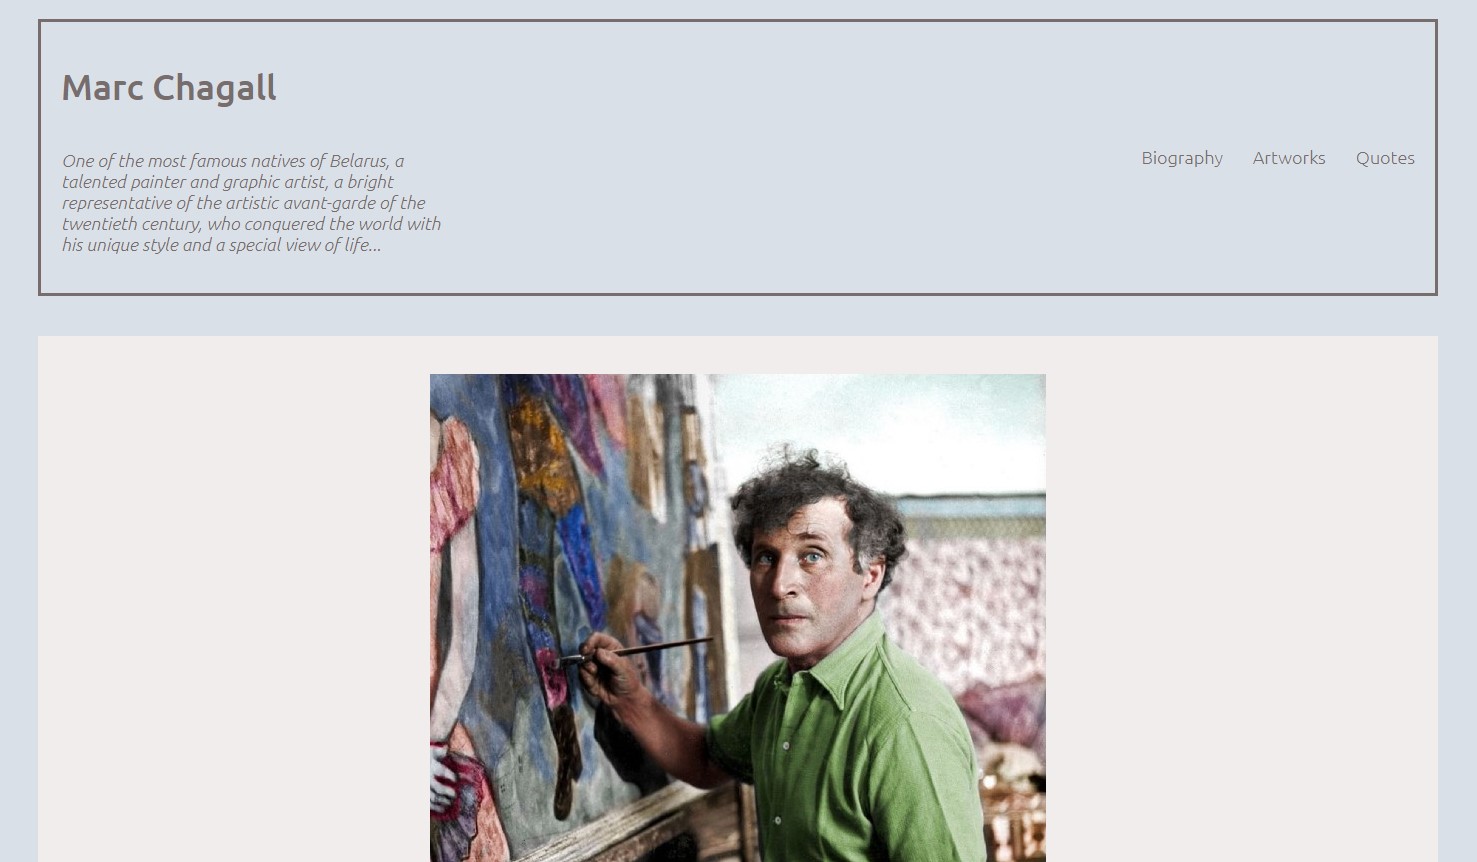 Marc Chagall
One of the most famous natives of Belarus, a
talented painter and graphic artist, a bright
representative of the artistic avant-garde of the
twentieth century, who conquered the world with
his unique style and a special view of life...
Biography Artworks Quotes